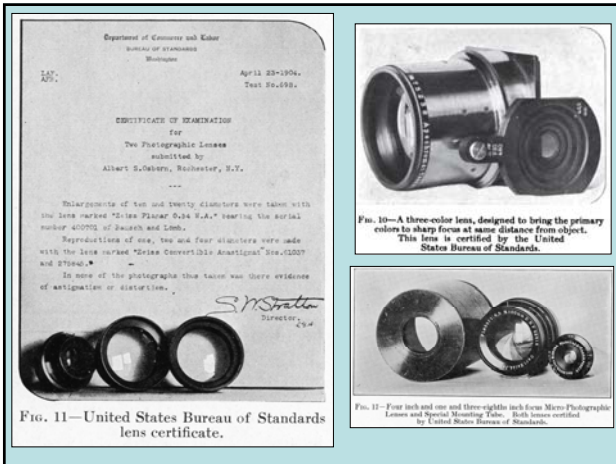 Department of Commerce and Labor
BUREAU OF STANDARDS
Washington
April 23-1904.
Test No.698.
CERTIFICATE OF EXAMINATION
for
Two Photographic Lenses
submitted by
Albert S.Osborn, Rochester, N.Y.
---
Enlargements of ten and twenty diameters were taken with
the lens marked "Zeiss Planar 0.34 W.A." bearing the serial
number 400701 of Bausch and Lomb.
Reproductions of one, two and four diameters were made
with the lens marked "Zeiss Convertible Anastigmat Nos.61037
and
In none of the photographs thus taken was there evidence
of astigmatism or distortion.
S.W.Stratton
Director.
FIG. 11—United States Bureau of Standards
lens certificate.
FIG. 10—A three-color lens, designed to bring the primary
colors to sharp focus at same distance from object.
This lens is certified by the United
States Bureau of Standards.
Four inch and one and three-eighths inch focus Micro-Photographic
Lenses and Special Mounting Tube. Both lenses certified
by United States Bureau of Standards.